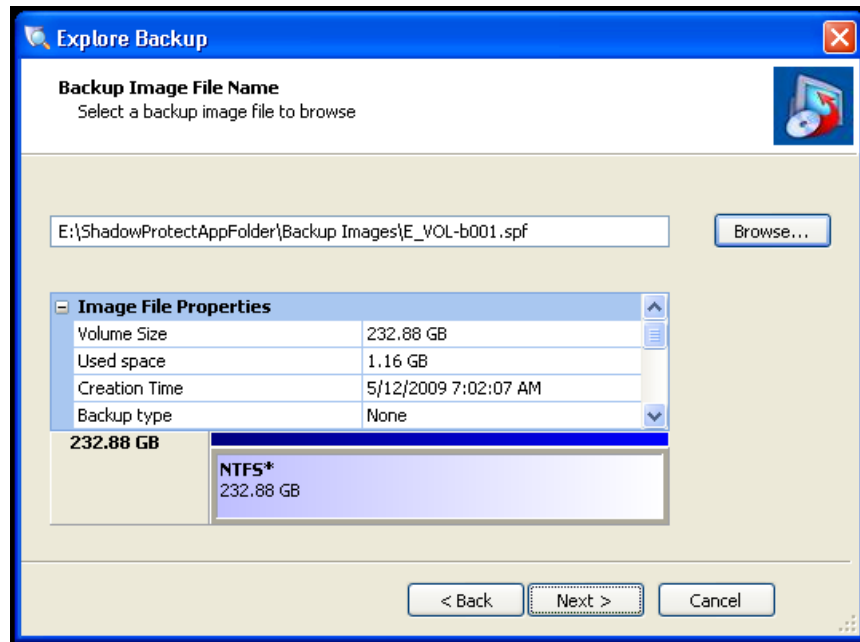 Explore Backup
Backup Image File Name
Select a backup image file to browse
E:\ShadowProtectAppFolder\Backup Images\E_VOL-b001.spf
Browse...
Image File Properties
Volume Size 232.88 GB
Used space 1.16 GB
Creation Time 5/12/2009 7:02:07 AM
Backup type None
232.88 GB
NTFS*
232.88 GB
< Back Next > Cancel